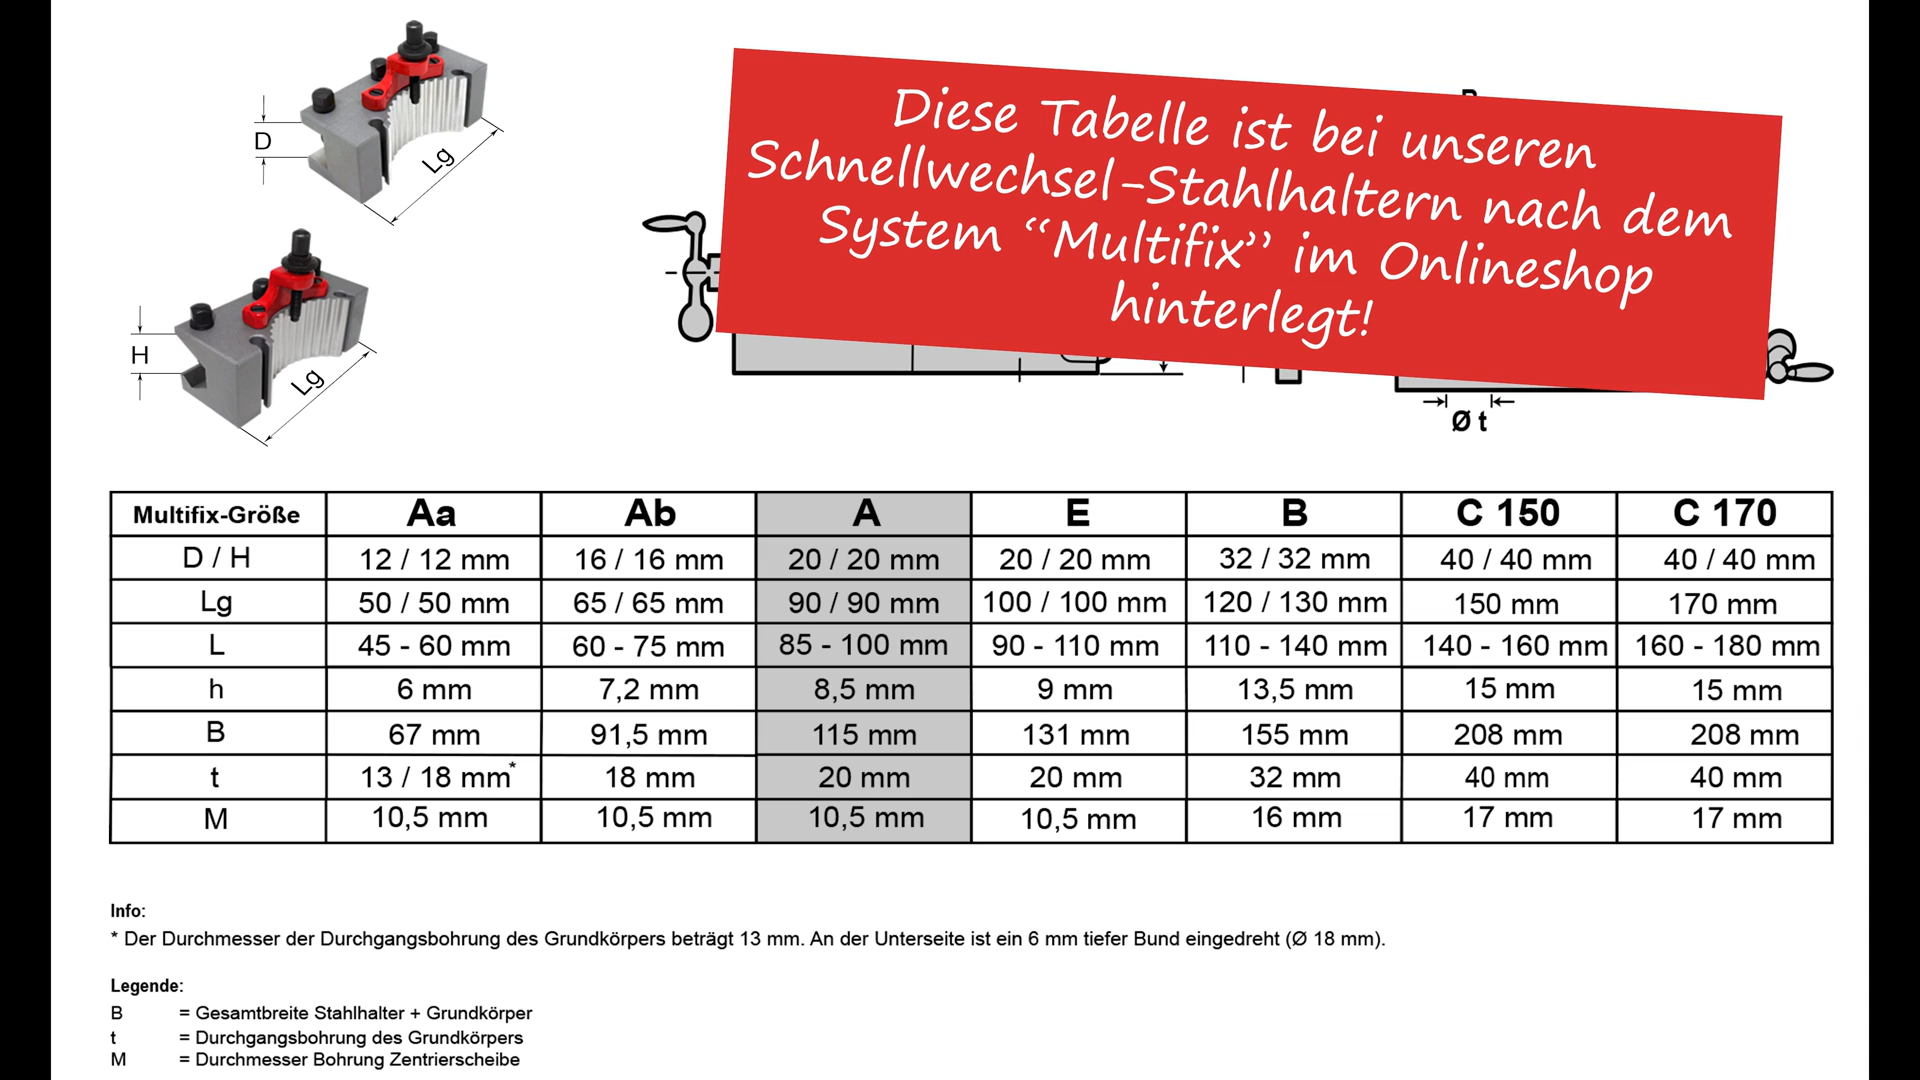 Diese Tabelle ist bei unseren
Schnellwechsel-Stahlhaltern nach dem
System “Multifix” im Onlineshop
hinterlegt!
D
Lg
H
Lg
Ø t
Multifix-Größe Aa Ab A E B C 150 C 170
D / H 12 / 12 mm 16 / 16 mm 20 / 20 mm 20 / 20 mm 32 / 32 mm 40 / 40 mm 40 / 40 mm
Lg 50 / 50 mm 65 / 65 mm 90 / 90 mm 100 / 100 mm 120 / 130 mm 150 mm 170 mm
L 45 - 60 mm 60 - 75 mm 85 - 100 mm 90 - 110 mm 110 - 140 mm 140 - 160 mm 160 - 180 mm
h 6 mm 7,2 mm 8,5 mm 9 mm 13,5 mm 15 mm 15 mm
B 67 mm 91,5 mm 115 mm 131 mm 155 mm 208 mm 208 mm
t 13 / 18 mm* 18 mm 20 mm 20 mm 32 mm 40 mm 40 mm
M 10,5 mm 10,5 mm 10,5 mm 10,5 mm 16 mm 17 mm 17 mm
Info:
* Der Durchmesser der Durchgangsbohrung des Grundkörpers beträgt 13 mm. An der Unterseite ist ein 6 mm tiefer Bund eingedreht (Ø 18 mm).
Legende:
B = Gesamtbreite Stahlhalter + Grundkörper
t = Durchgangsbohrung des Grundkörpers
M = Durchmesser Bohrung Zentrierscheibe